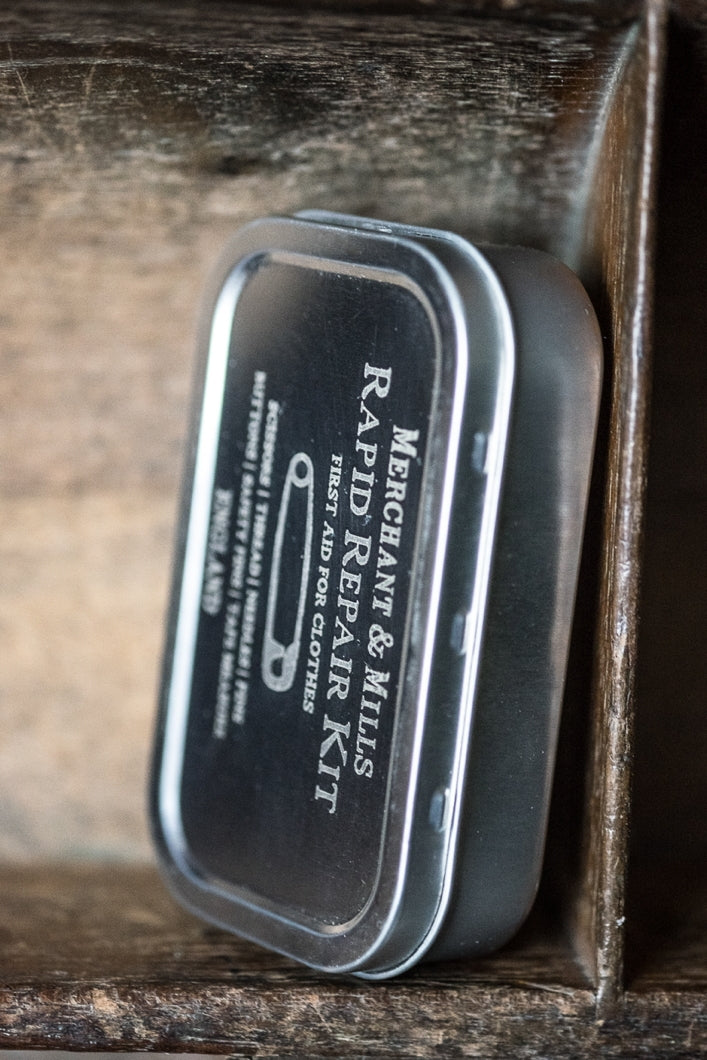 MERCHANT & MILLS
RAPID REPAIR KIT
FIRST AID FOR CLOTHES
SCISSORS | THREAD | NEEDLES | PINS
BUTTONS | SAFETY PINS | TAPE MEASURE
ENGLAND